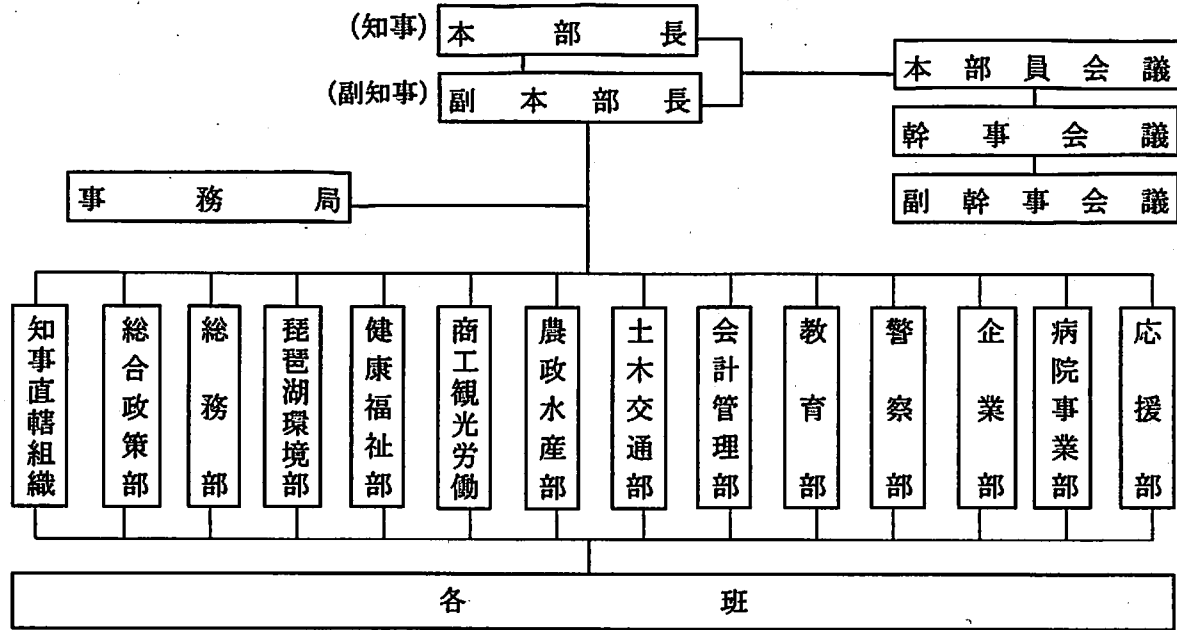 (知事) 本部長
(副知事) 副本部長
本部員会議
幹事会議
副幹事会議
事務局
知事直轄組織
総合政策部
総務部
琵琶湖環境部
健康福祉部
商工観光労働
農政水産部
土木交通部
会計管理部
教育部
警察部
企業部
病院事業部
応援部
各班